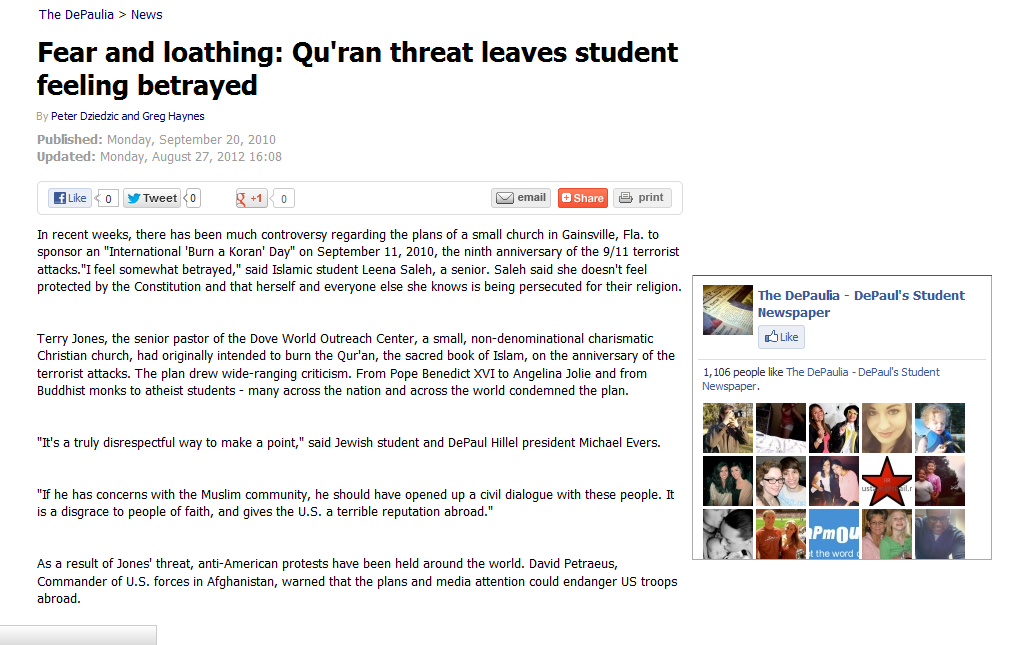 The DePaulia > News
Fear and loathing: Qu'ran threat leaves student
feeling betrayed
By Peter Dziedzic and Greg Haynes
Published: Monday, September 20, 2010
Updated: Monday, August 27, 2012 16:08
Like 0 Tweet 0 g +1 0 email Share print
In recent weeks, there has been much controversy regarding the plans of a small church in Gainsville, Fla. to
sponsor an "International 'Burn a Koran' Day" on September 11, 2010, the ninth anniversary of the 9/11 terrorist
attacks."I feel somewhat betrayed," said Islamic student Leena Saleh, a senior. Saleh said she doesn't feel
protected by the Constitution and that herself and everyone else she knows is being persecuted for their religion.
Terry Jones, the senior pastor of the Dove World Outreach Center, a small, non-denominational charismatic
Christian church, had originally intended to burn the Qur'an, the sacred book of Islam, on the anniversary of the
terrorist attacks. The plan drew wide-ranging criticism. From Pope Benedict XVI to Angelina Jolie and from
Buddhist monks to atheist students - many across the nation and across the world condemned the plan.
"It's a truly disrespectful way to make a point," said Jewish student and DePaul Hillel president Michael Evers.
"If he has concerns with the Muslim community, he should have opened up a civil dialogue with these people. It
is a disgrace to people of faith, and gives the U.S. a terrible reputation abroad."
As a result of Jones' threat, anti-American protests have been held around the world. David Petraeus,
Commander of U.S. forces in Afghanistan, warned that the plans and media attention could endanger US troops
abroad.
The DePaulia - DePaul's Student
Newspaper
Like
1,106 people like The DePaulia - DePaul's Student
Newspaper.
PmOU
t the word